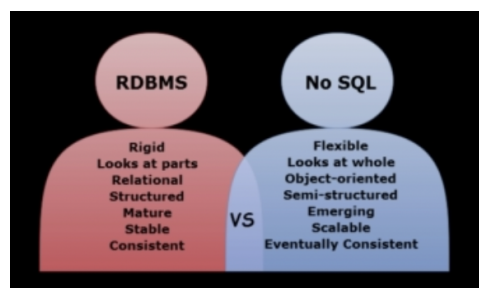 RDBMS
Rigid
Looks at parts
Relational
Structured
Mature
Stable
Consistent
VS
No SQL
Flexible
Looks at whole
Object-oriented
Semi-structured
Emerging
Scalable
Eventually Consistent